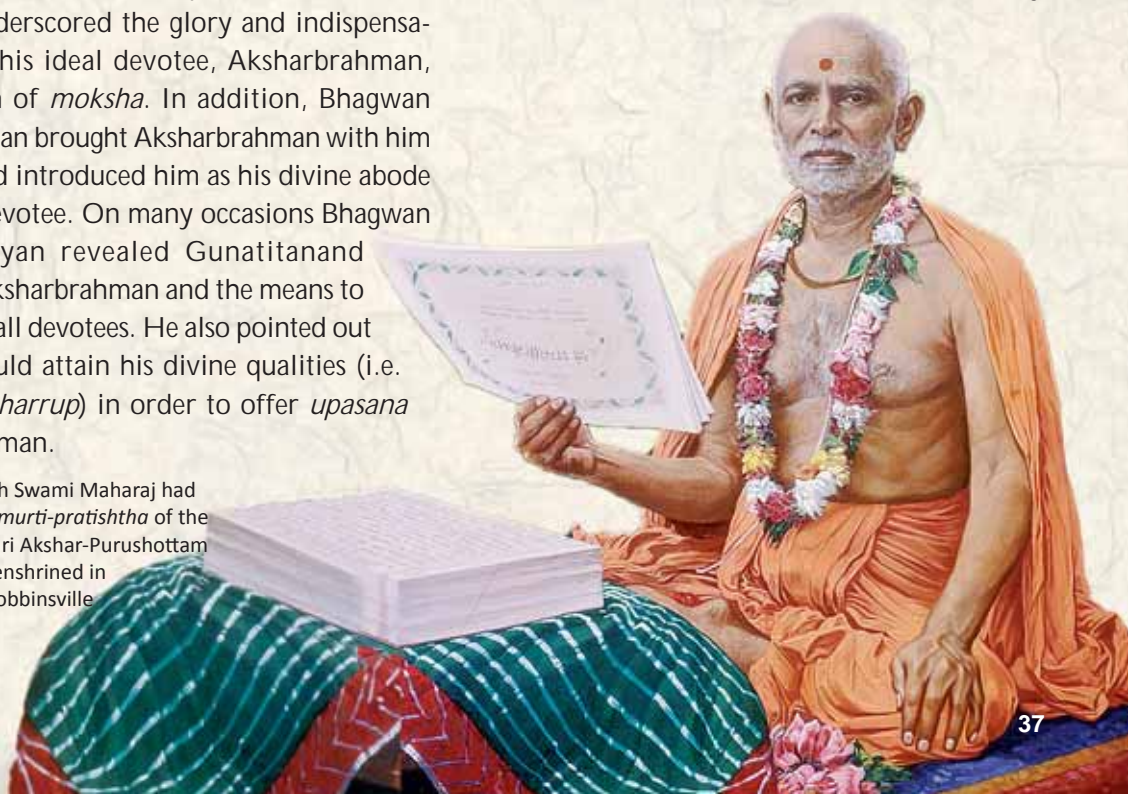 derscored the glory and indispensa-
his ideal devotee, Aksharbrahman,
of moksha. In addition, Bhagwan
an brought Aksharbrahman with him
d introduced him as his divine abode
evotee. On many occasions Bhagwan
yan revealed Gunatitanand
ksharbrahman and the means to
all devotees. He also pointed out
uld attain his divine qualities (i.e.
harrup) in order to offer upasana
man.
h Swami Maharaj had
murti-pratishtha of the
ri Akshar-Purushottam
enshrined in
obbinsville
37